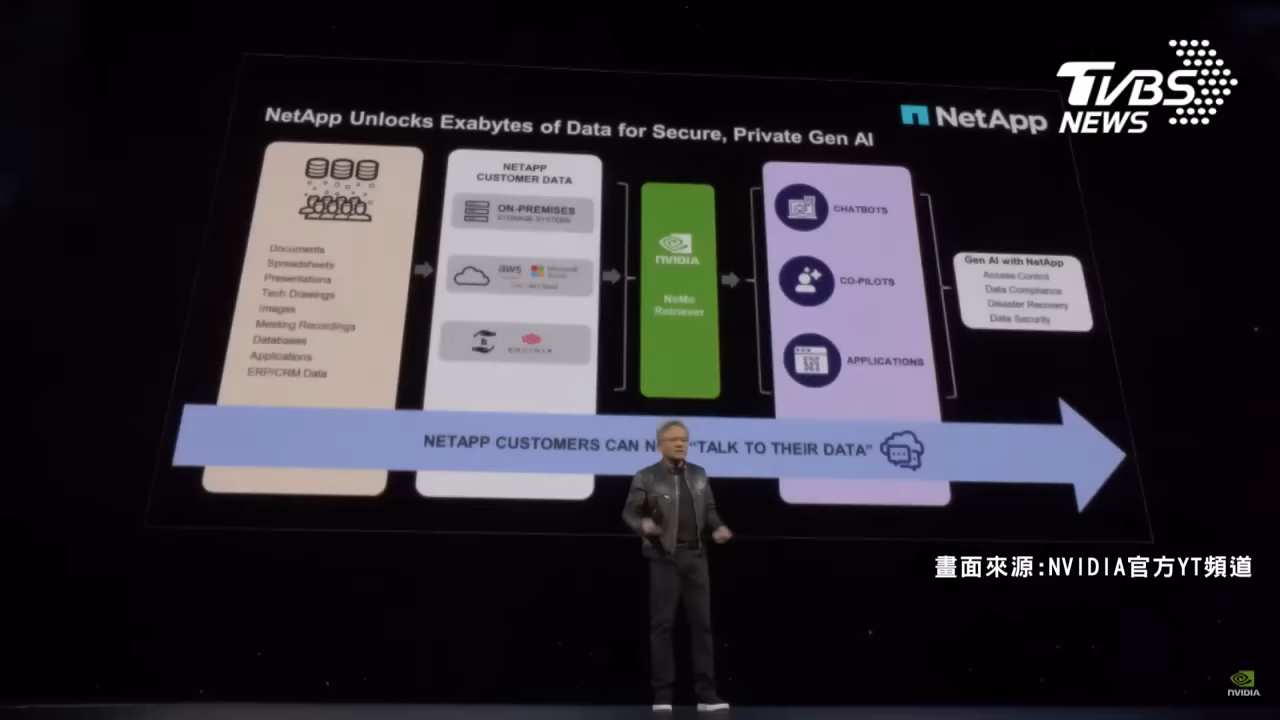 TVBS
NEWS
NetApp Unlocks Exabytes of Data for Secure, Private Gen AI
NetApp
Documents
Spreadsheets
Presentations
Tech Drawings
Images
Meeting Recordings
Databases
Applications
ERP/CRM Data
NETAPP
CUSTOMER DATA
ON-PREMISES
STORAGE SYSTEMS
aws
Microsoft
Azure
EQUINIX
NVIDIA
NeMo
Retriever
CHATBOTS
CO-PILOTS
APPLICATIONS
Gen AI with NetApp
Access Control
Data Compliance
Disaster Recovery
Data Security
NETAPP CUSTOMERS CAN N "TALK TO THEIR DATA"
畫面來源:NVIDIA官方YT頻道
NVIDIA